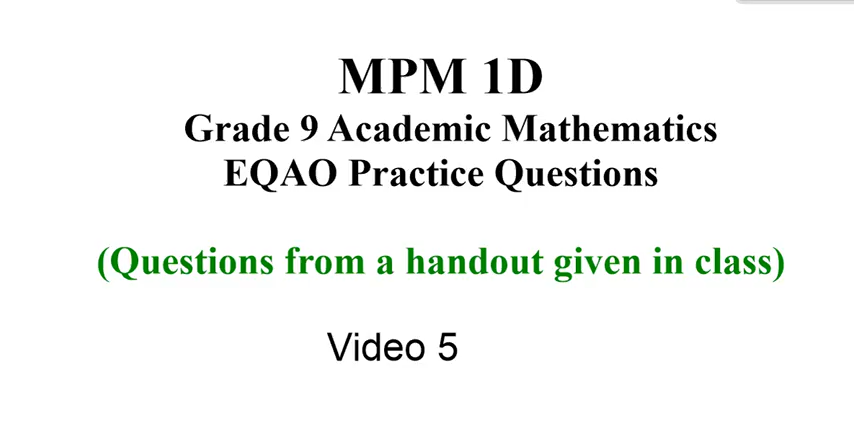 MPM 1D
Grade 9 Academic Mathematics
EQAO Practice Questions
(Questions from a handout given in class)
Video 5